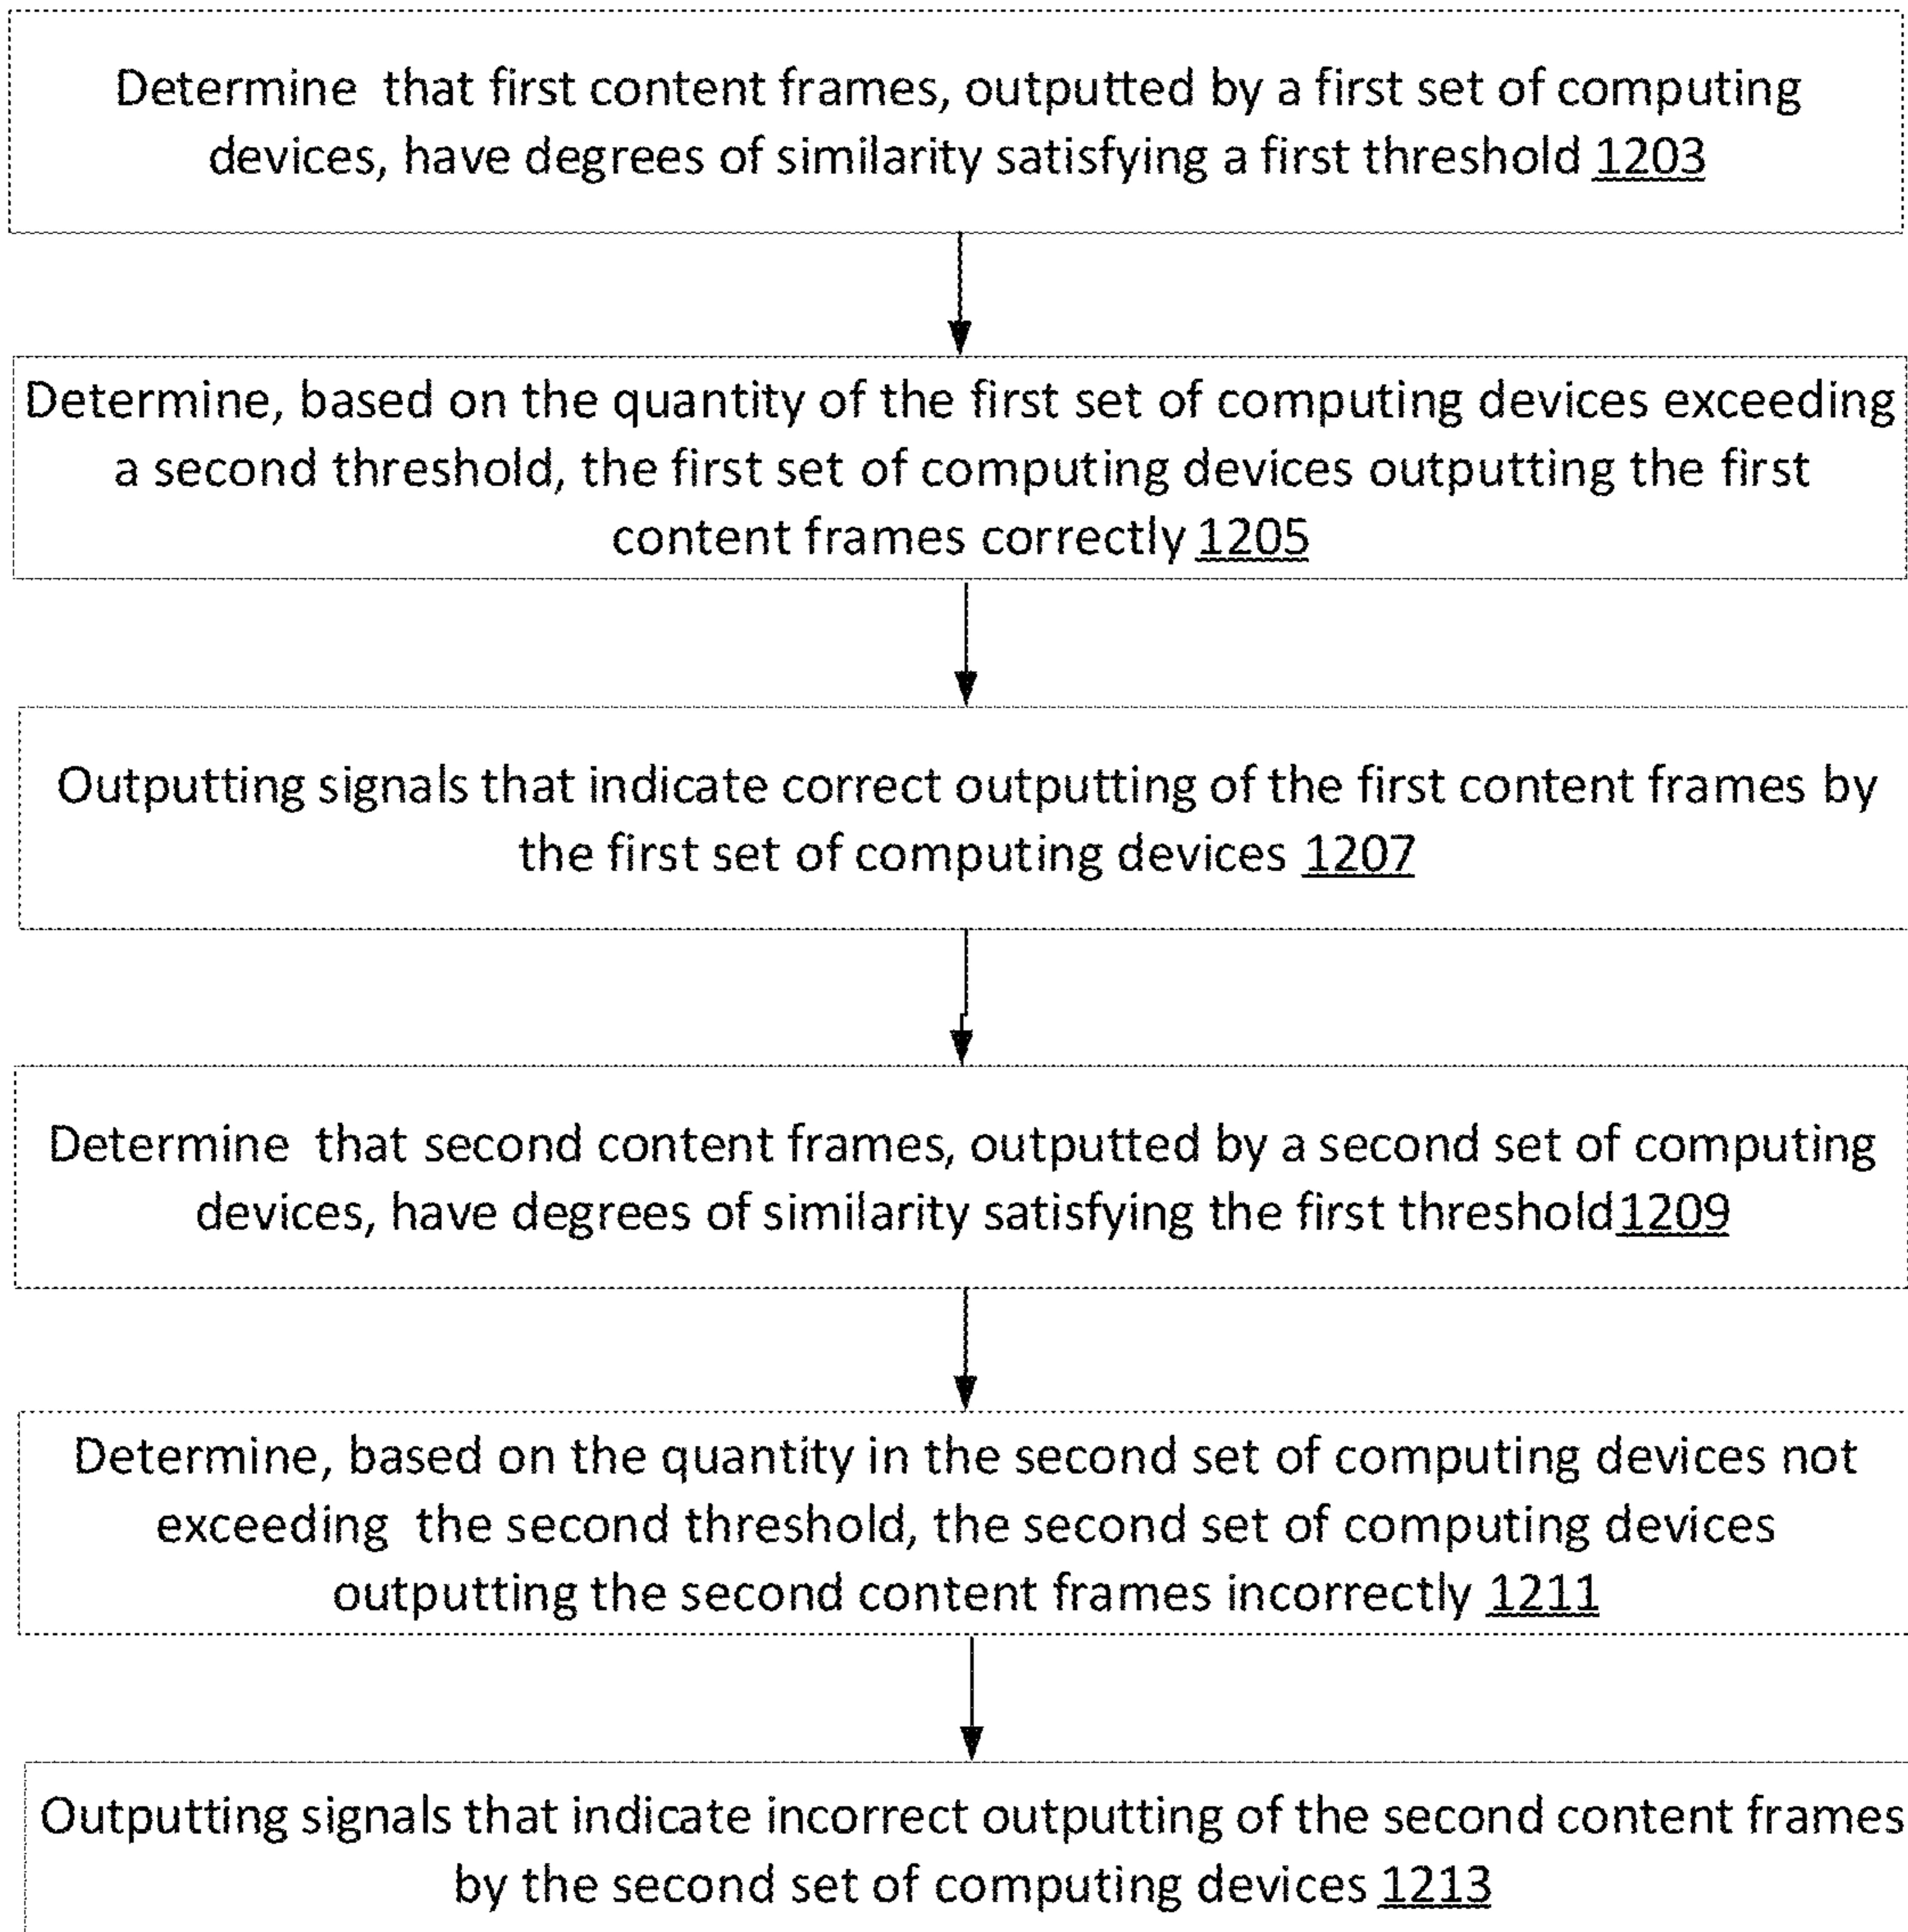 Determine that first content frames, outputted by a first set of computing
devices, have degrees of similarity satisfying a first threshold 1203
Determine, based on the quantity of the first set of computing devices exceeding
a second threshold, the first set of computing devices outputting the first
content frames correctly 1205
Outputting signals that indicate correct outputting of the first content frames by
the first set of computing devices 1207
Determine that second content frames, outputted by a second set of computing
devices, have degrees of similarity satisfying the first threshold1209
Determine, based on the quantity in the second set of computing devices not
exceeding the second threshold, the second set of computing devices
outputting the second content frames incorrectly 1211
Outputting signals that indicate incorrect outputting of the second content frames
by the second set of computing devices 1213